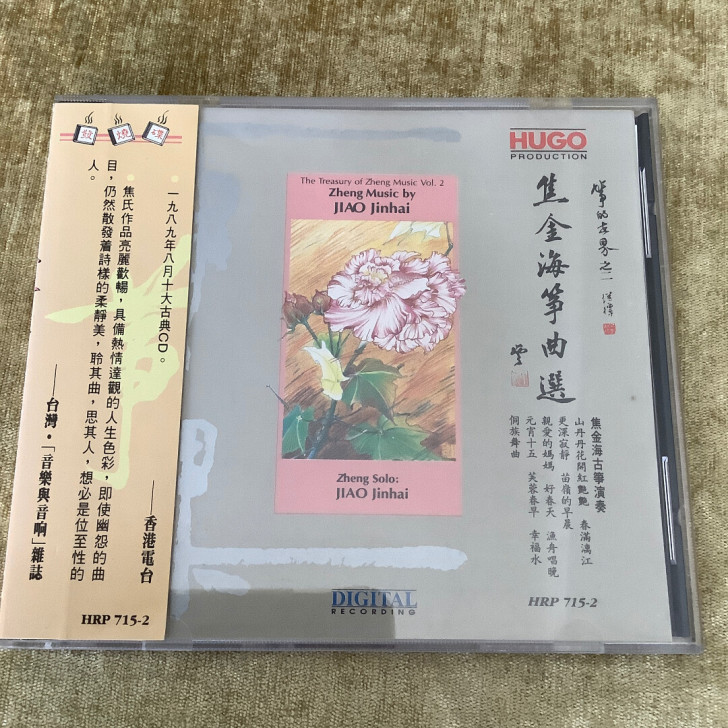 發燒碟
一九八九年八月十大古典CD。
——香港電台
焦氏作品亮麗歡暢，具備熱情達觀的人生色彩，即使幽怨的曲
目，仍然散發着詩樣的柔靜美，聆其曲，思其人，想必是位至性的
人。
——台灣·「音樂與音响」雜誌
HRP 715-2
The Treasury of Zheng Music Vol. 2
Zheng Music by
JIAO Jinhai
Zheng Solo:
JIAO Jinhai
DIGITAL
RECORDING
HUGO
PRODUCTION
箏的世界之二
焦金海箏曲選
焦金海古箏演奏
山丹丹花開紅艷艷　春滿漓江
更深寂靜　苗嶺的早晨
親愛的媽媽　好春天　漁舟唱晚
元宵十五　芙蓉春早　幸福水
侗族舞曲
HRP 715-2